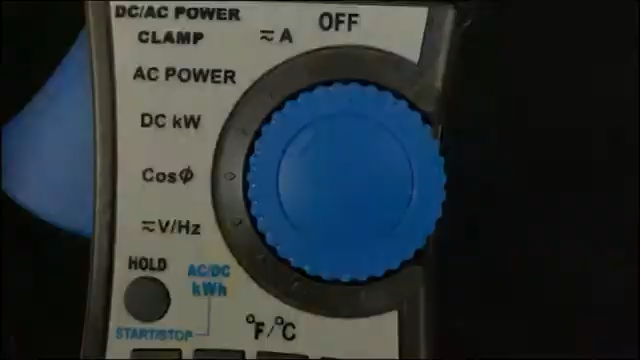 DC/AC POWER
CLAMP
OFF
≂ A
AC POWER
DC kW
Cosϕ
≂V/Hz
HOLD
AC/DC
kWh
START/STOP
°F/°C